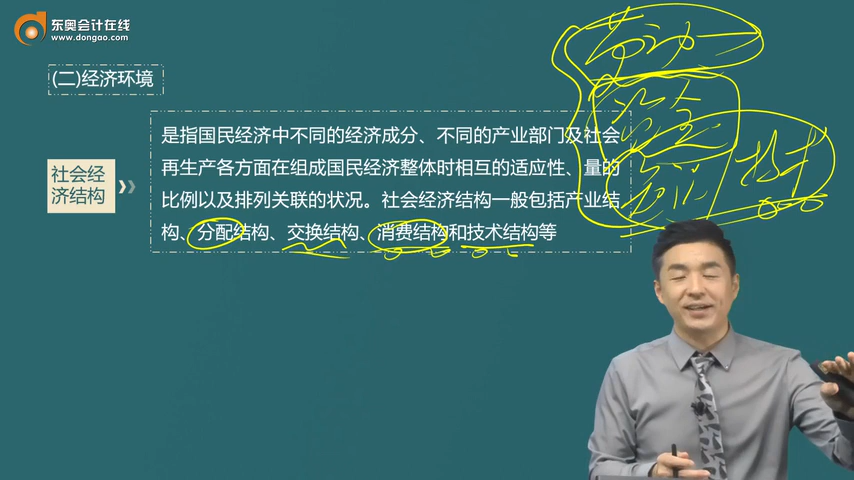 东奥会计在线
www.dongao.com
(二)经济环境
社会经
济结构
是指国民经济中不同的经济成分、不同的产业部门及社会
再生产各方面在组成国民经济整体时相互的适应性、量的
比例以及排列关联的状况。社会经济结构一般包括产业结
构、分配结构、交换结构、消费结构和技术结构等